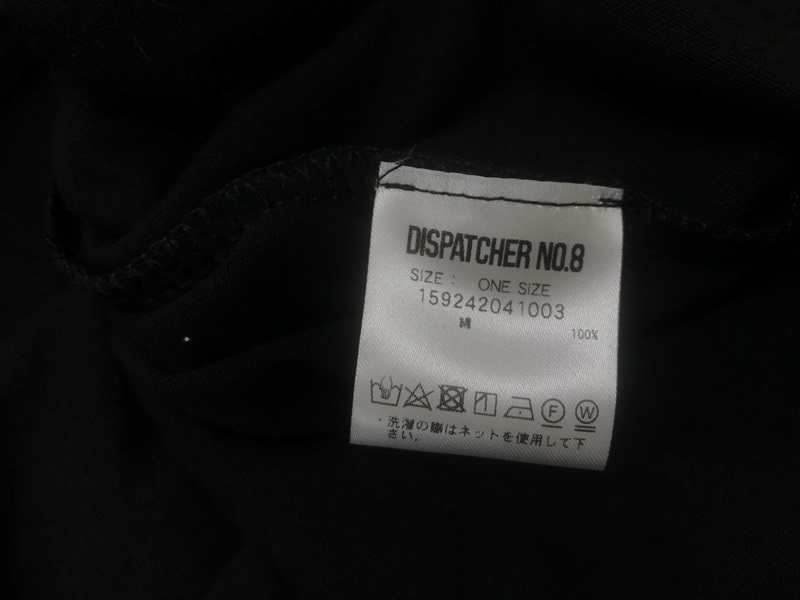 DISPATCHER NO.8
SIZE : ONE SIZE
159242041003
100%
F W
・洗濯の際はネットを使用して下
さい。